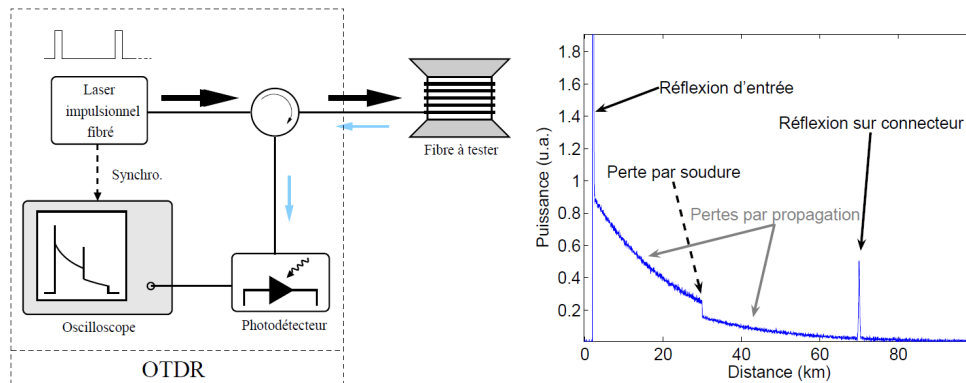 Laser
impulsionnel
fibré
Synchro.
Oscilloscope
Photodétecteur
Fibre à tester
OTDR
Puissance (u.a.)
1.8
1.6
1.4
1.2
1
0.8
0.6
0.4
0.2
Réflexion d'entrée
Réflexion sur connecteur
Perte par soudure
Pertes par propagation
0 20 40 60 80
Distance (km)